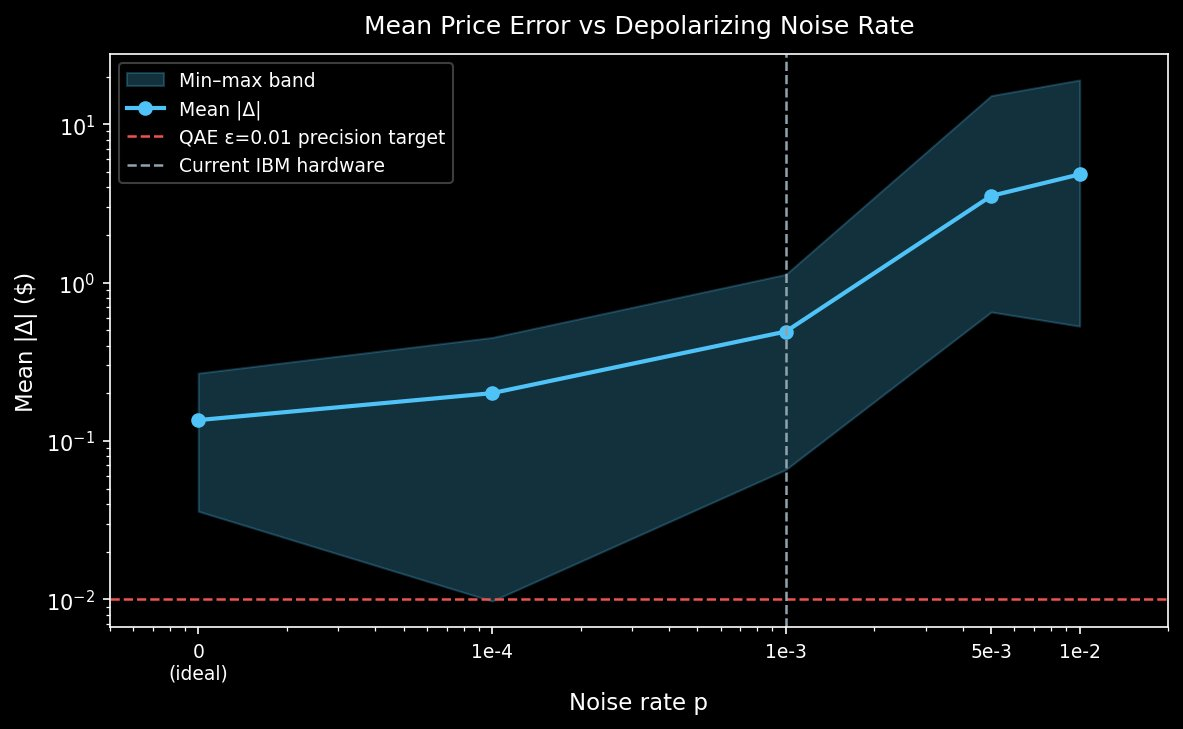 Mean Price Error vs Depolarizing Noise Rate
Min–max band
Mean |Δ|
QAE ε=0.01 precision target
Current IBM hardware
Mean |Δ| ($)
10¹
10⁰
10⁻¹
10⁻²
0 1e-4 1e-3 5e-3 1e-2
(ideal)
Noise rate p